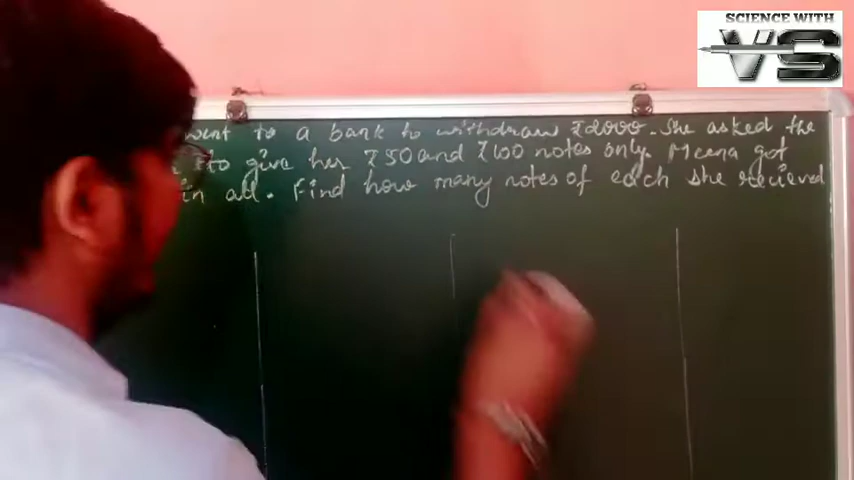 SCIENCE WITH
VS
went to a bank to withdraw ₹2000. She asked the
to give her ₹50 and ₹100 notes only. Meena got
in all. Find how many notes of each she recieved